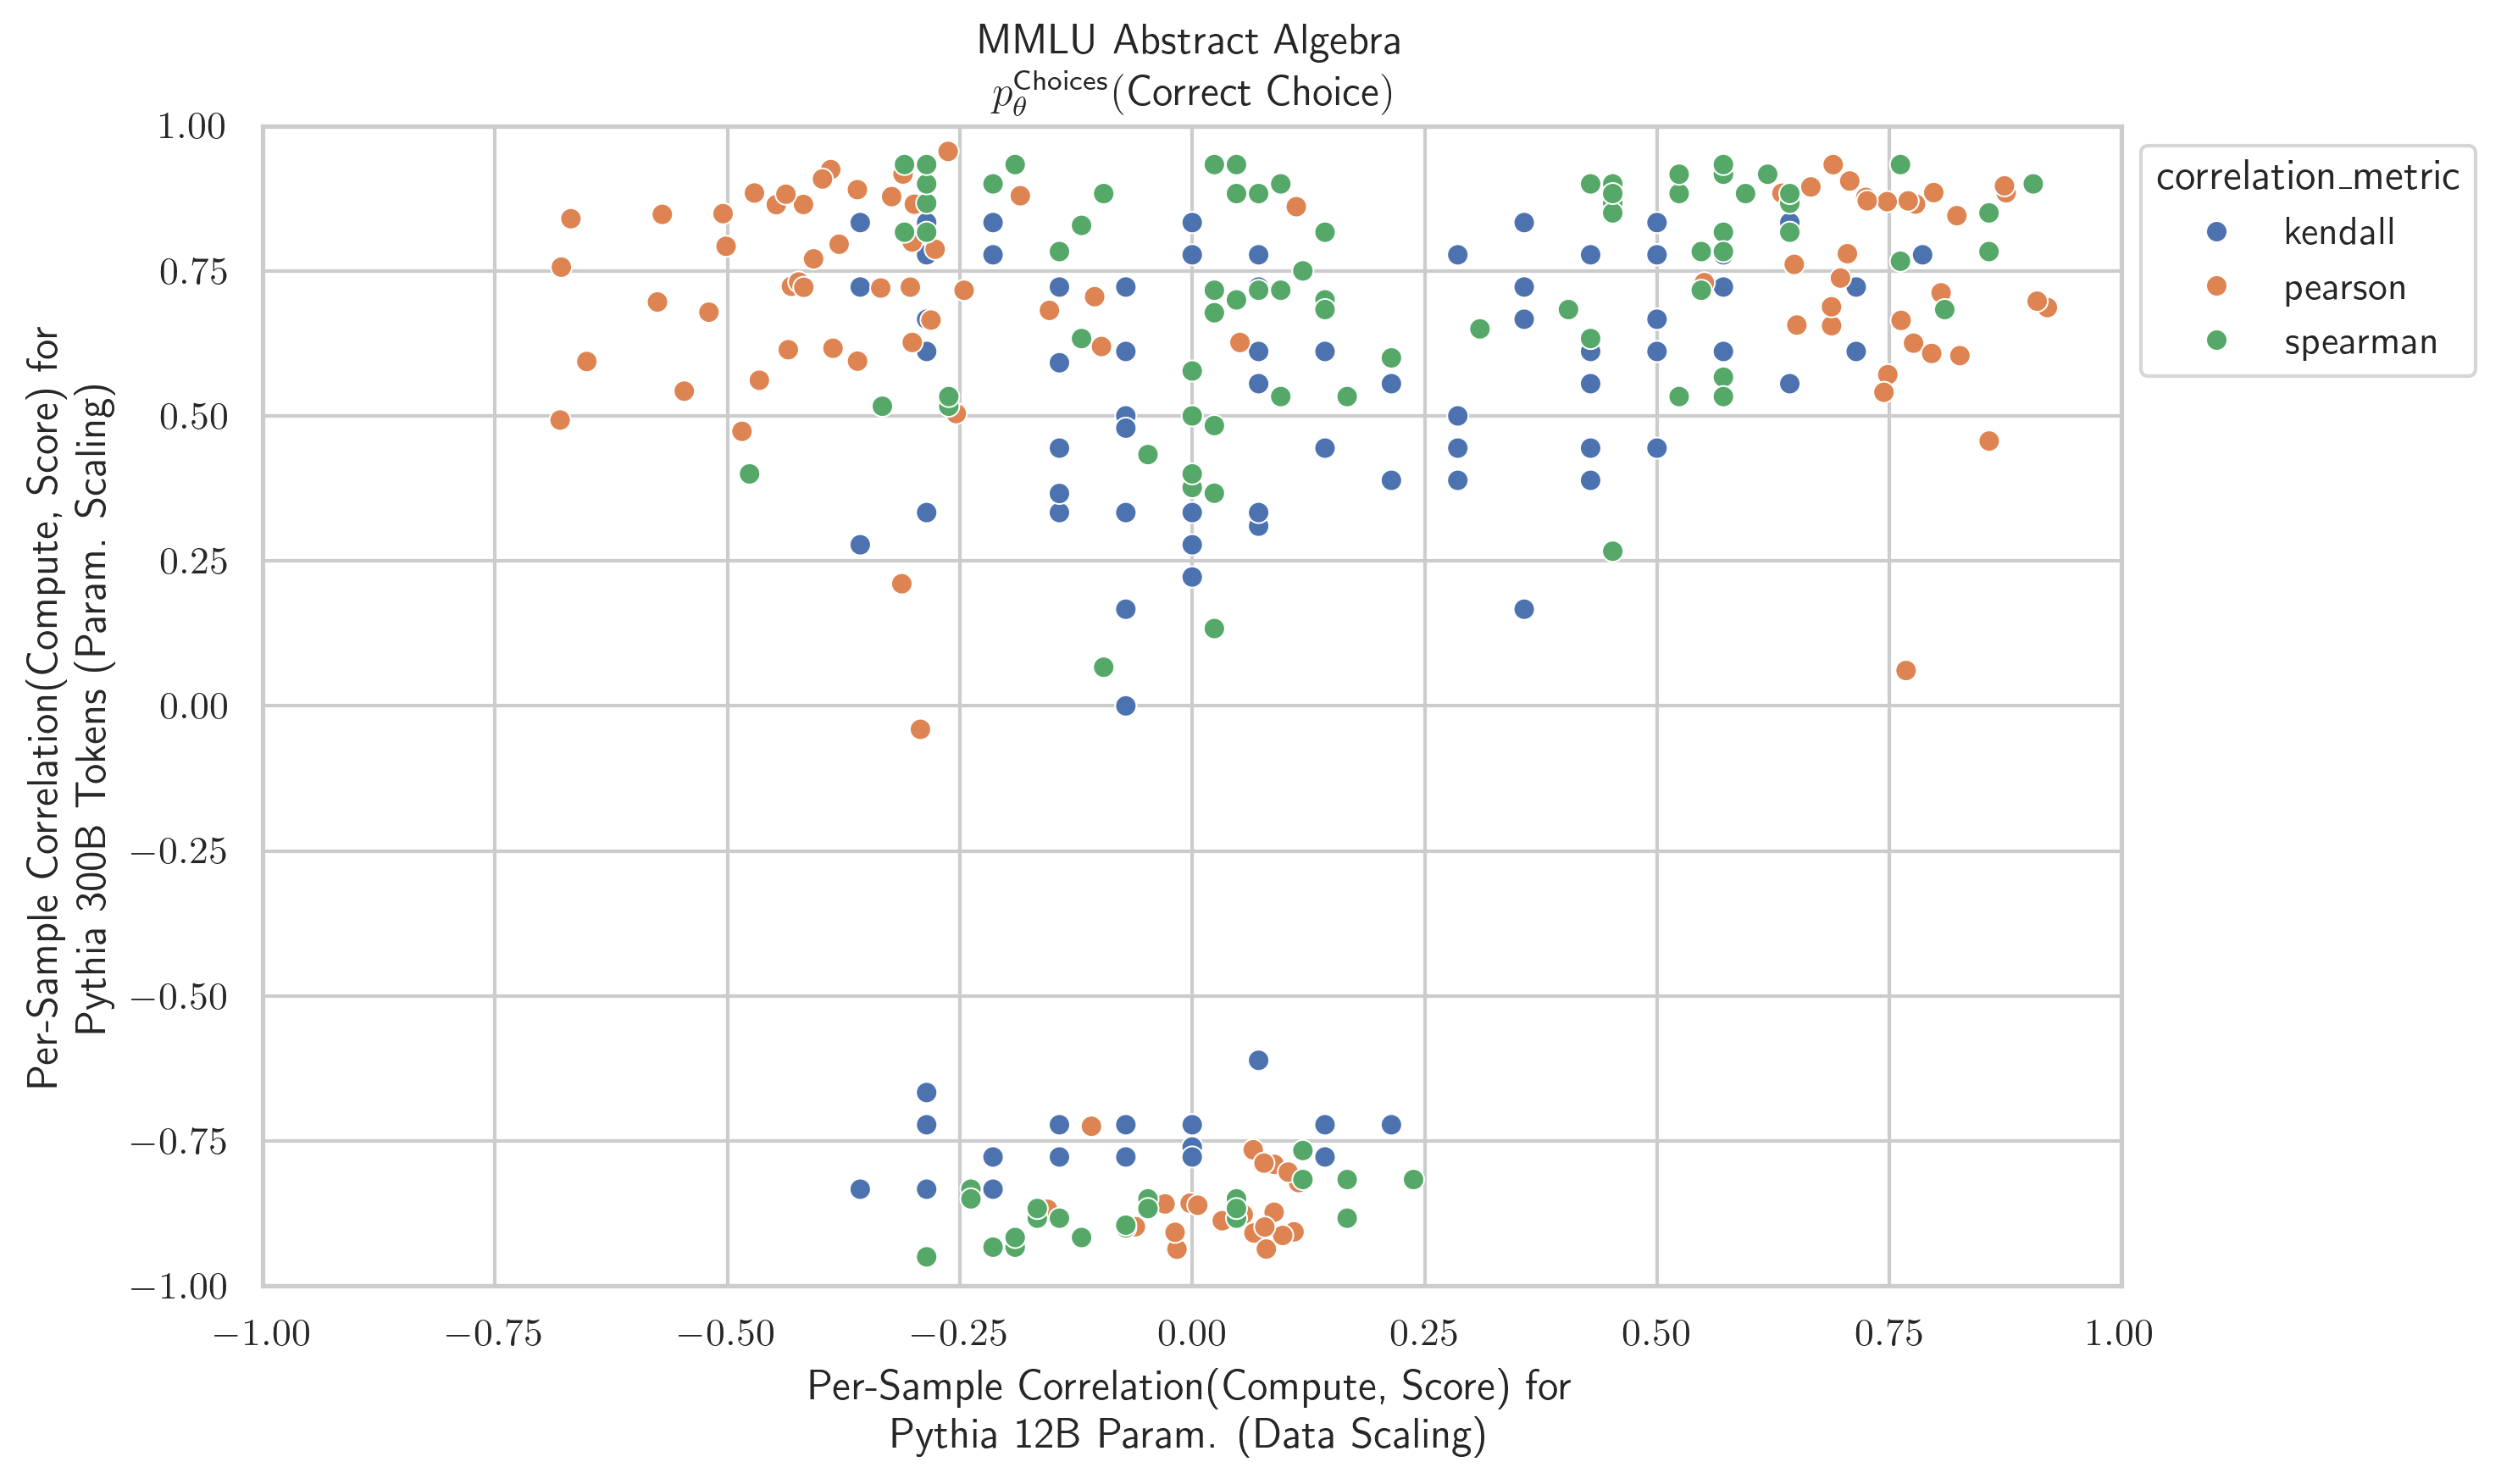 MMLU Abstract Algebra
p_θ^Choices(Correct Choice)
1.00
0.75
0.50
0.25
0.00
−0.25
−0.50
−0.75
−1.00
Per-Sample Correlation(Compute, Score) for
Pythia 300B Tokens (Param. Scaling)
−1.00 −0.75 −0.50 −0.25 0.00 0.25 0.50 0.75 1.00
Per-Sample Correlation(Compute, Score) for
Pythia 12B Param. (Data Scaling)
correlation_metric
kendall
pearson
spearman